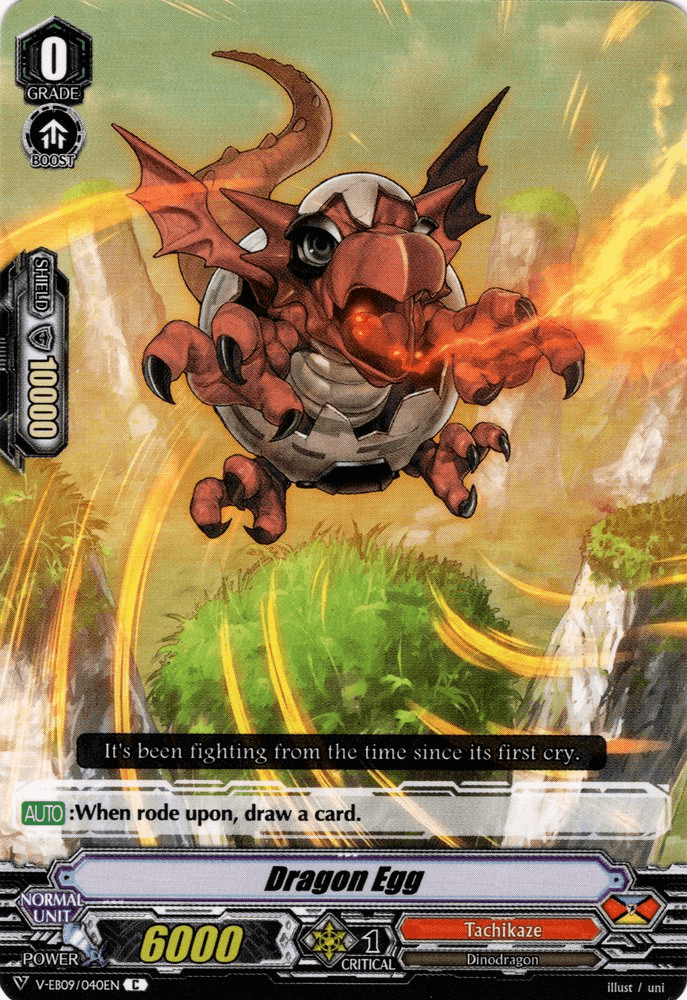 0
GRADE
BOOST
SHIELD
10000
It's been fighting from the time since its first cry.
AUTO :When rode upon, draw a card.
Dragon Egg
NORMAL
UNIT
POWER
6000
1
CRITICAL
Tachikaze
Dinodragon
V-EB09/040EN C
illust / uni